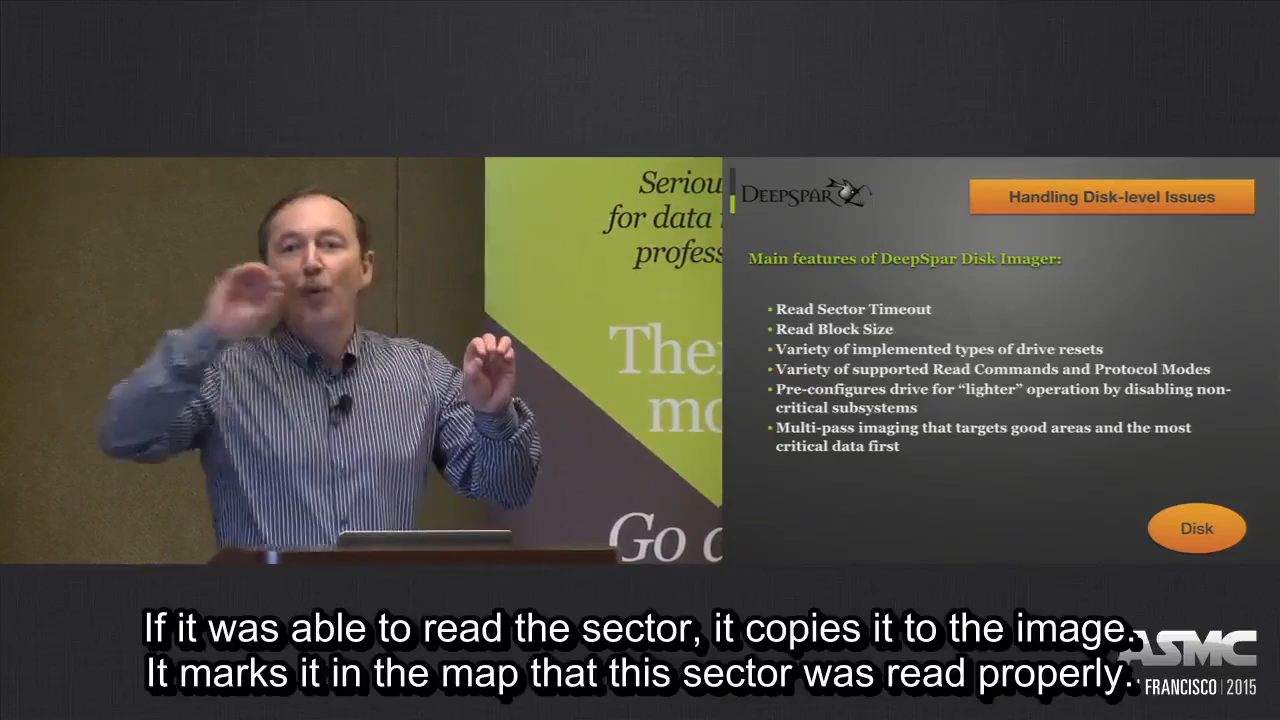 Seriou
for data
profess
Ther
mo
Go
DEEPSPAR
Handling Disk-level Issues
Main features of DeepSpar Disk Imager:
• Read Sector Timeout
• Read Block Size
• Variety of implemented types of drive resets
• Variety of supported Read Commands and Protocol Modes
• Pre-configures drive for “lighter” operation by disabling non-
critical subsystems
• Multi-pass imaging that targets good areas and the most
critical data first
Disk
If it was able to read the sector, it copies it to the image.
It marks it in the map that this sector was read properly.
ASMC
FRANCISCO | 2015